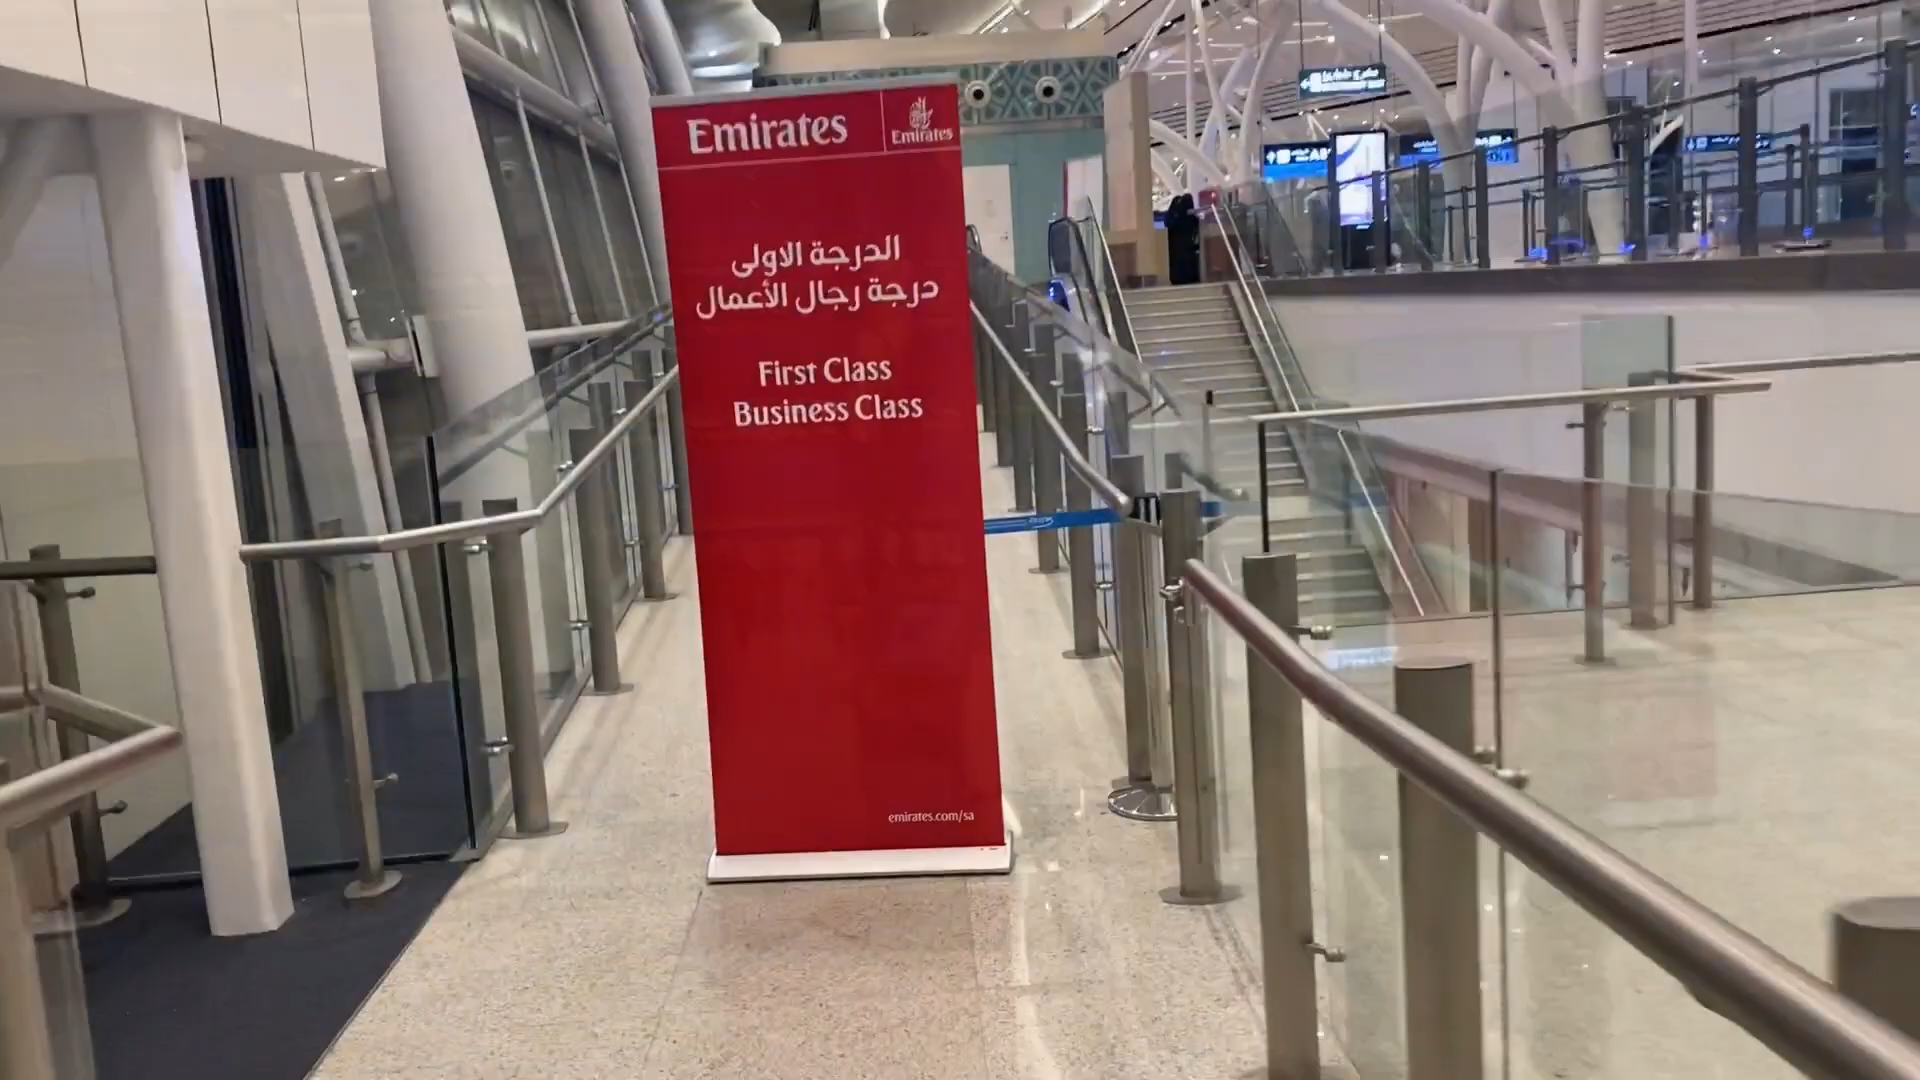 Emirates
Emirates
الدرجة الاولى
درجة رجال الأعمال
First Class
Business Class
emirates.com/sa